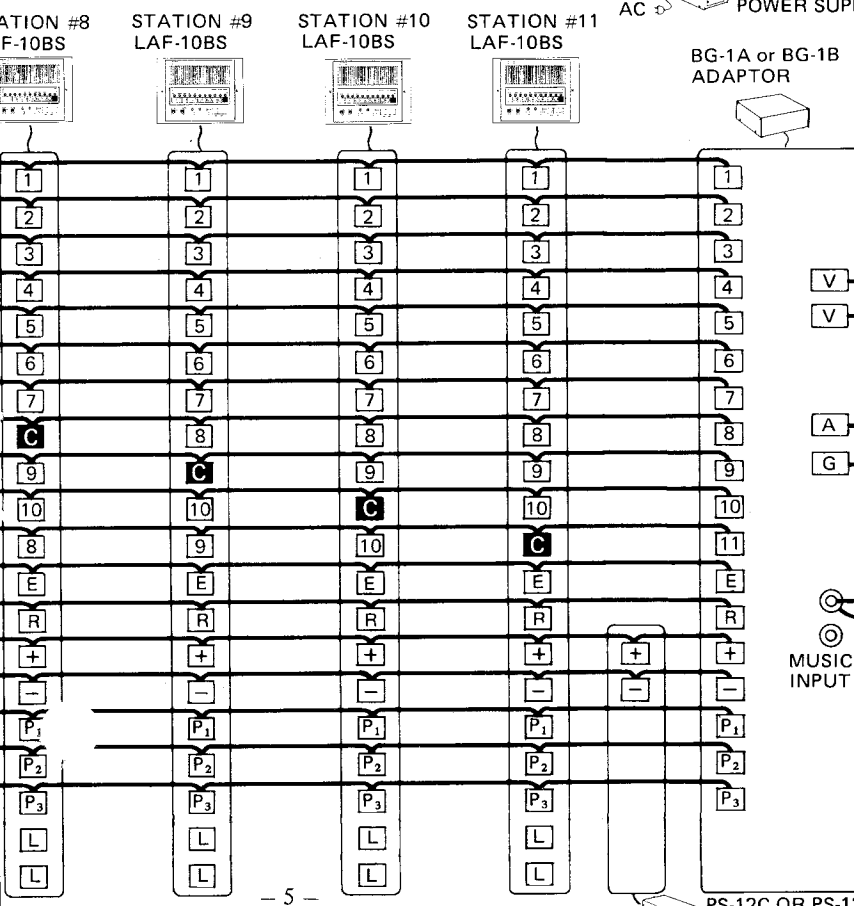 ATION #8 STATION #9 STATION #10 STATION #11 AC POWER SUP
F-10BS LAF-10BS LAF-10BS LAF-10BS
BG-1A or BG-1B
ADAPTOR
1 1 1 1 1
2 2 2 2 2
3 3 3 3 3
4 4 4 4 4 V
5 5 5 5 5 V
6 6 6 6 6
7 7 7 7 7
C 8 8 8 8 A
9 C 9 9 9 G
10 10 C 10 10
8 9 10 C 11
E E E E E
R R R R R
+ + + + + +
MUSIC
INPUT
− − − − − −
P₁ P₁ P₁ P₁ P₁
P₂ P₂ P₂ P₂ P₂
P₃ P₃ P₃ P₃ P₃
L L L L
L L L L
– 5 –
PS-12C OR PS-1